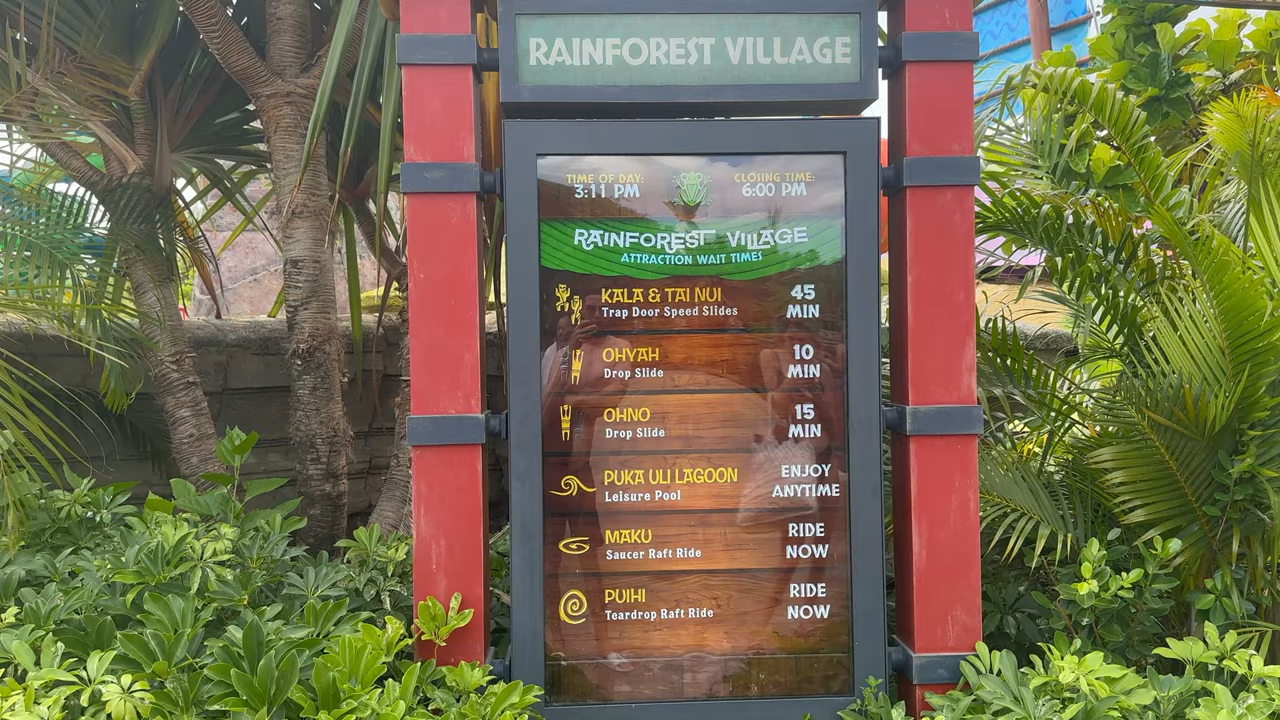 RAINFOREST VILLAGE
TIME OF DAY:
3:11 PM
CLOSING TIME:
6:00 PM
RAINFOREST VILLAGE
ATTRACTION WAIT TIMES
KALA & TAI NUI
Trap Door Speed Slides
45
MIN
OHYAH
Drop Slide
10
MIN
OHNO
Drop Slide
15
MIN
PUKA ULI LAGOON
Leisure Pool
ENJOY
ANYTIME
MAKU
Saucer Raft Ride
RIDE
NOW
PUIHI
Teardrop Raft Ride
RIDE
NOW